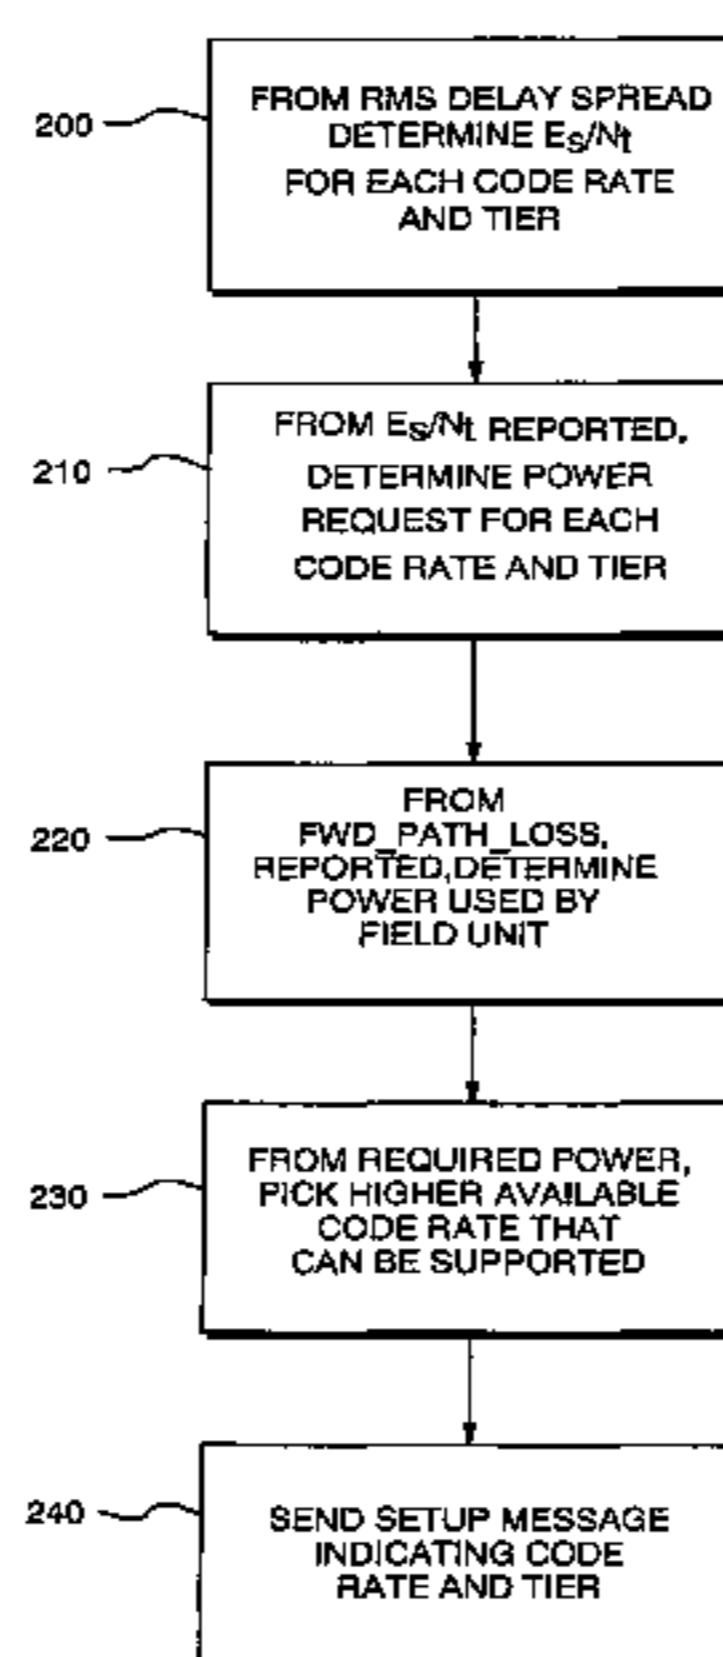 200
FROM RMS DELAY SPREAD
DETERMINE Es/Nt
FOR EACH CODE RATE
AND TIER
210
FROM Es/Nt REPORTED,
DETERMINE POWER
REQUEST FOR EACH
CODE RATE AND TIER
220
FROM
FWD_PATH_LOSS,
REPORTED,DETERMINE
POWER USED BY
FIELD UNIT
230
FROM REQUIRED POWER,
PICK HIGHER AVAILABLE
CODE RATE THAT
CAN BE SUPPORTED
240
SEND SETUP MESSAGE
INDICATING CODE
RATE AND TIER